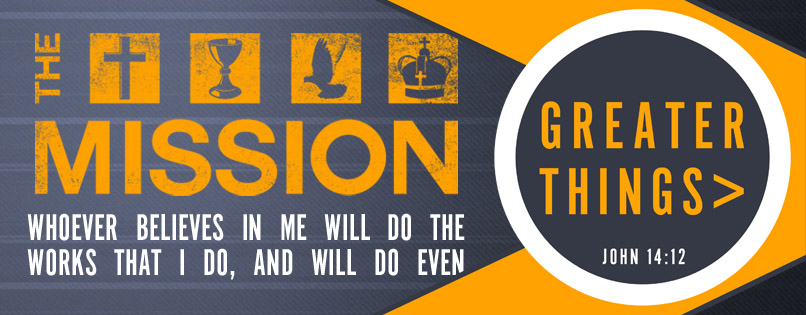 THE
MISSION
WHOEVER BELIEVES IN ME WILL DO THE
WORKS THAT I DO, AND WILL DO EVEN
GREATER
THINGS>
JOHN 14:12